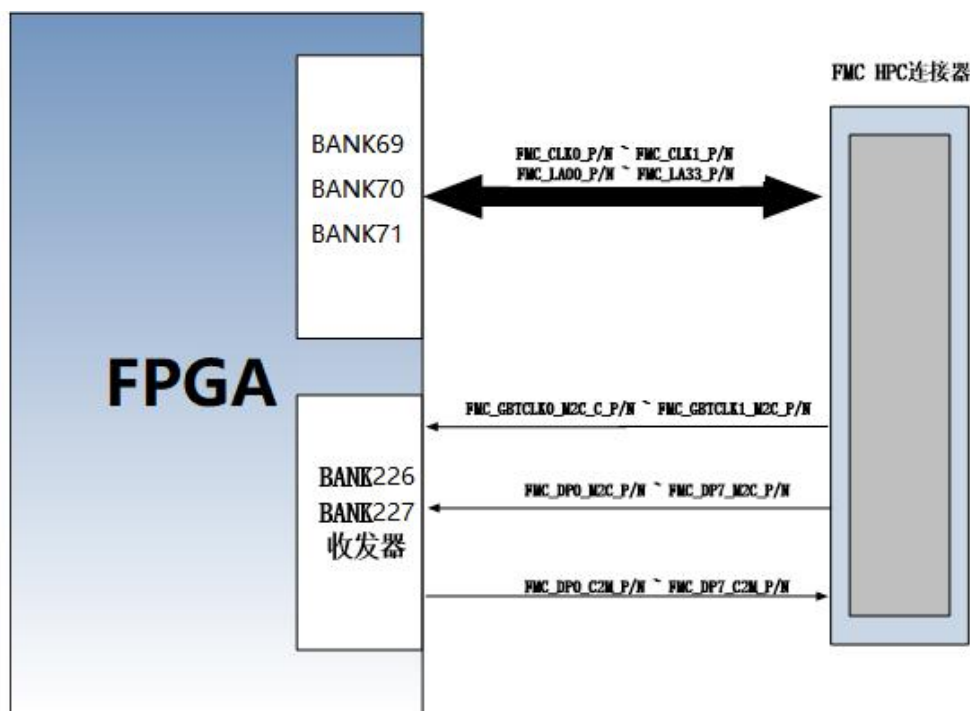 FMC HPC连接器
BANK69
BANK70
BANK71
FMC_CLK0_P/N ~ FMC_CLK1_P/N
FMC_LA00_P/N ~ FMC_LA33_P/N
FPGA
FMC_GBTCLK0_M2C_C_P/N ~ FMC_GBTCLK1_M2C_P/N
BANK226
BANK227
收发器
FMC_DP0_M2C_P/N ~ FMC_DP7_M2C_P/N
FMC_DP0_C2M_P/N ~ FMC_DP7_C2M_P/N